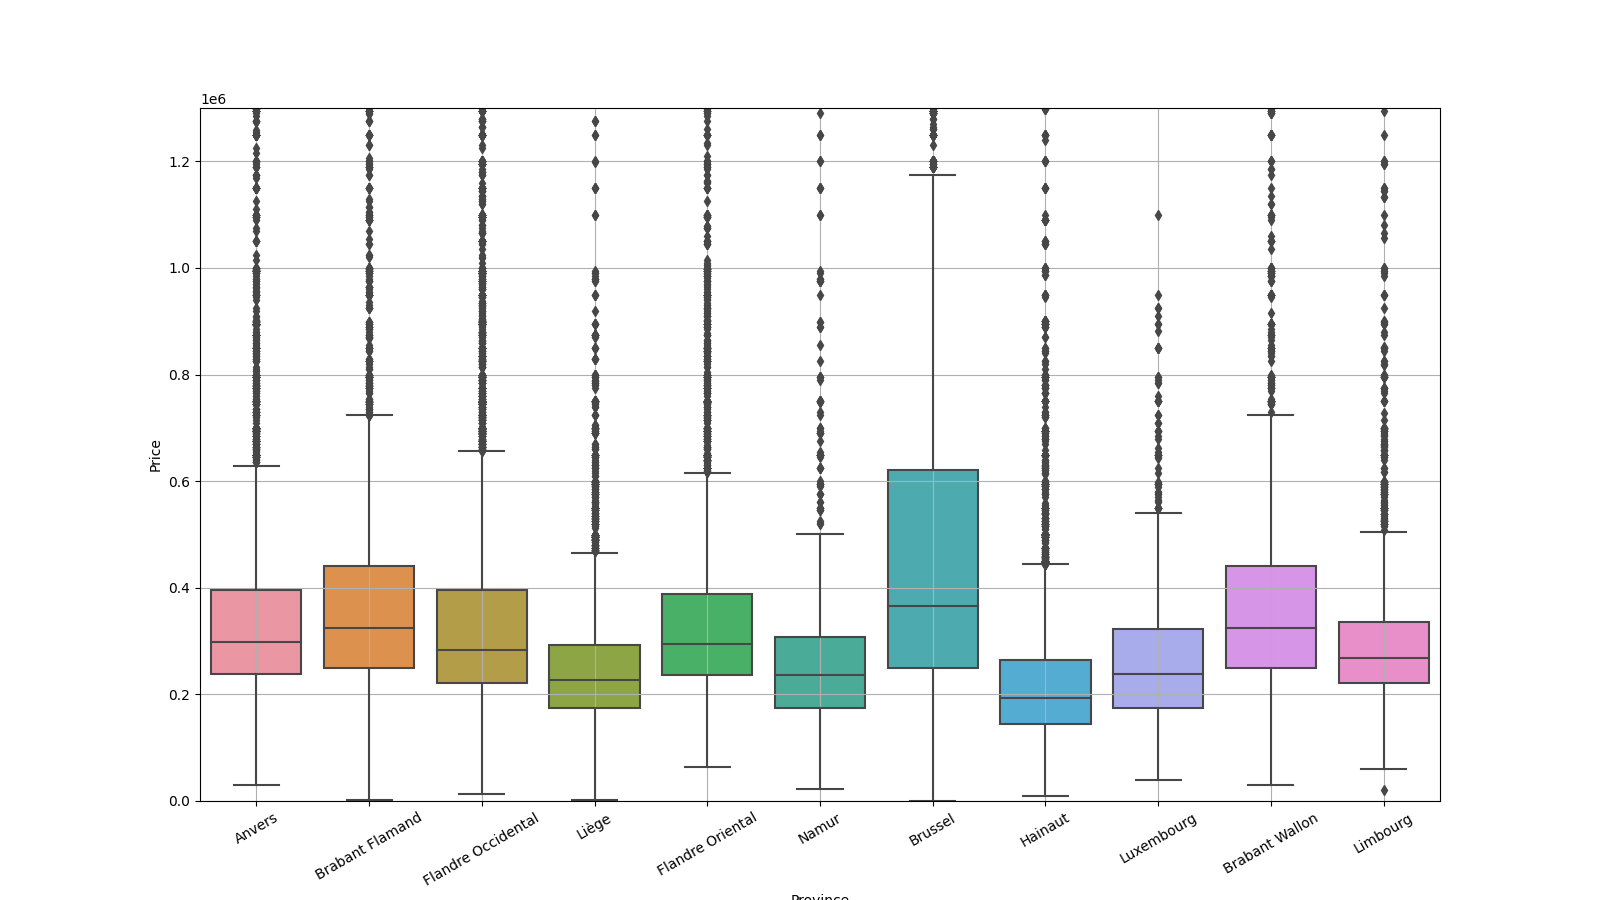 1e6
1.2
1.0
0.8
0.6
0.4
0.2
0.0
Price
Anvers
Brabant Flamand
Flandre Occidental
Liège
Flandre Oriental
Namur
Brussel
Hainaut
Luxembourg
Brabant Wallon
Limbourg
Province